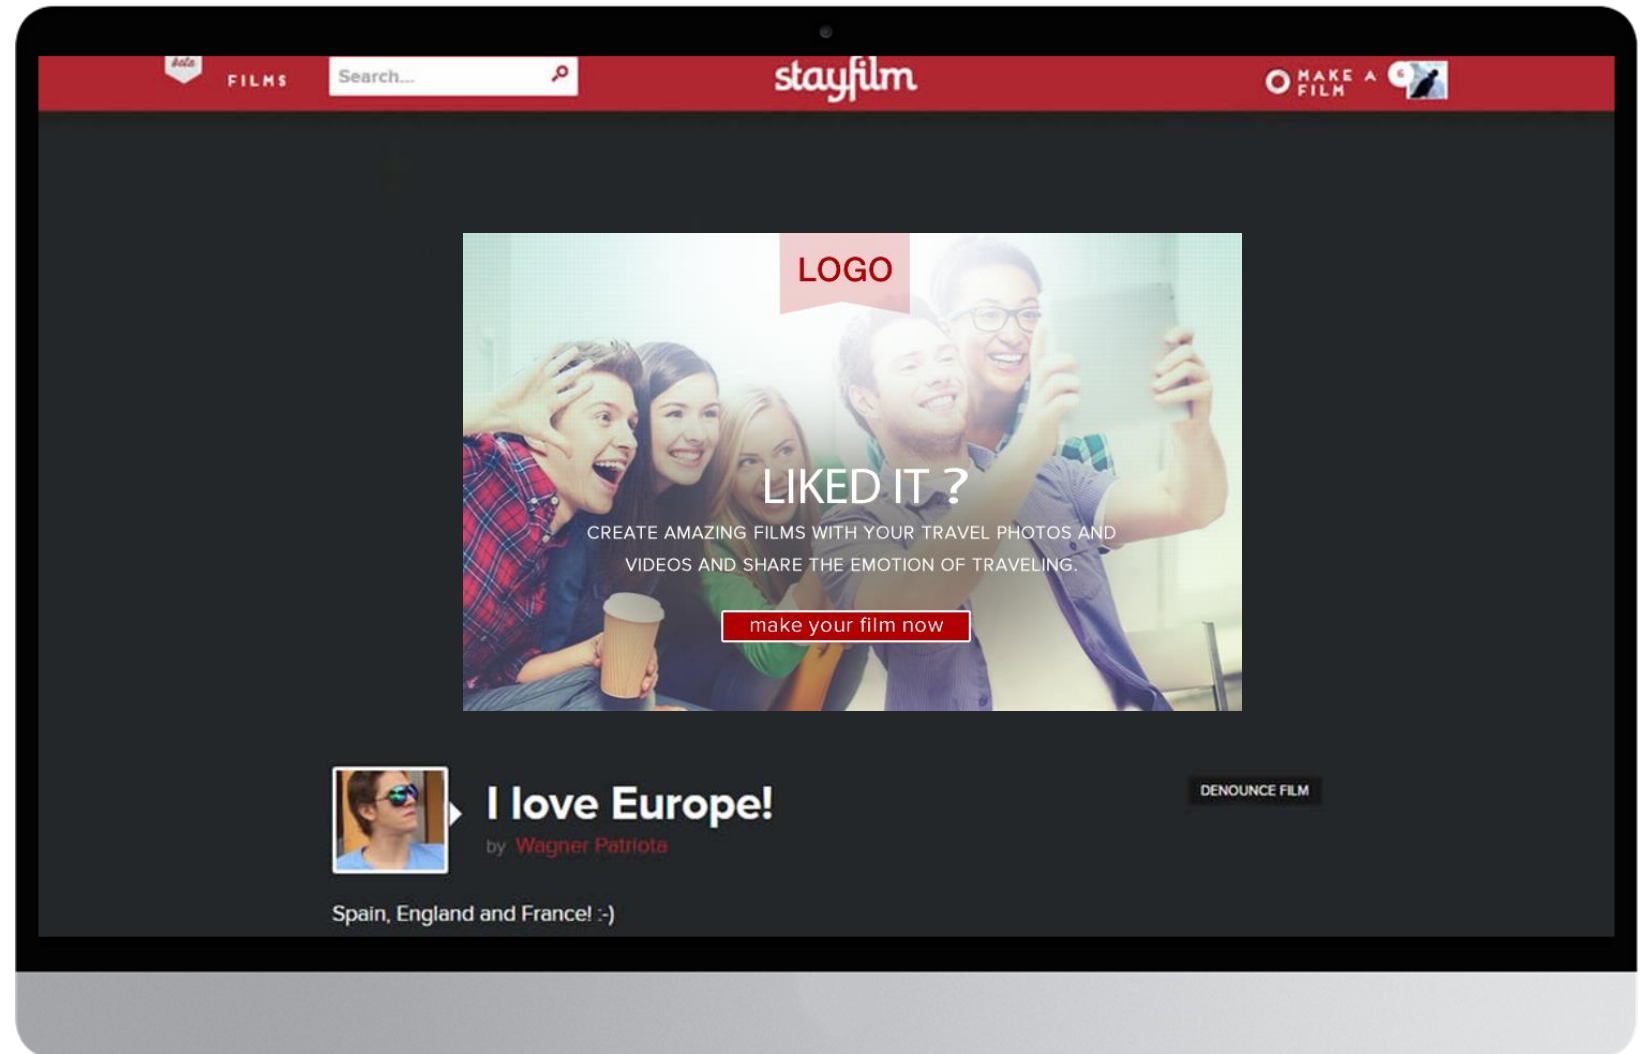 beta
FILMS
Search...
stayfilm
MAKE A
FILM
6
LOGO
LIKED IT ?
CREATE AMAZING FILMS WITH YOUR TRAVEL PHOTOS AND
VIDEOS AND SHARE THE EMOTION OF TRAVELING.
make your film now
I love Europe!
DENOUNCE FILM
by Wagner Patriota
Spain, England and France! :-)